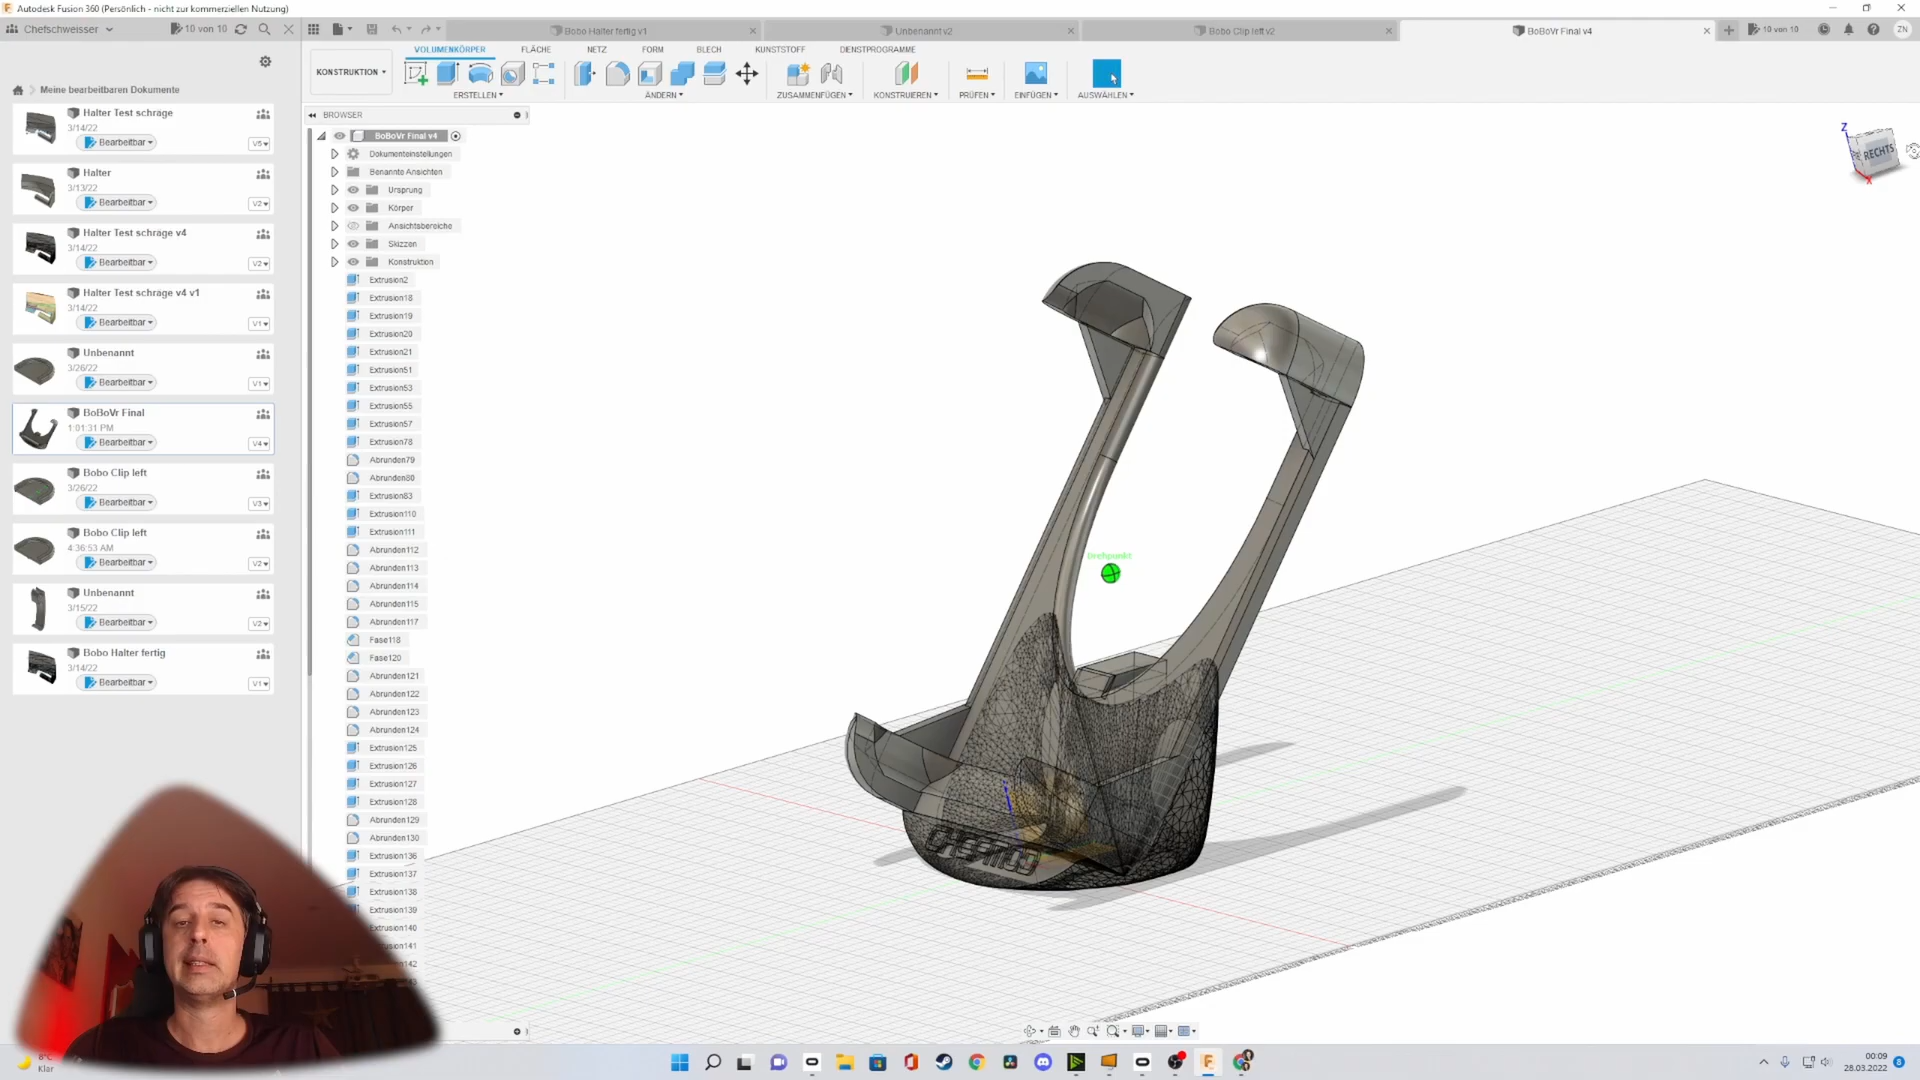 Autodesk Fusion 360 (Persönlich - nicht zur kommerziellen Nutzung)
Chefschweisser
10 von 10
Bobo Halter fertig v1
Unbenannt v2
Bobo Clip left v2
BoBoVr Final v4
10 von 10
ZN
KONSTRUKTION
VOLUMENKÖRPER
FLÄCHE
NETZ
FORM
BLECH
KUNSTSTOFF
DIENSTPROGRAMME
ERSTELLEN
ÄNDERN
ZUSAMMENFÜGEN
KONSTRUIEREN
PRÜFEN
EINFÜGEN
AUSWÄHLEN
Meine bearbeitbaren Dokumente
Halter Test schräge
3/14/22
Bearbeitbar
V5
Halter
3/13/22
Bearbeitbar
V2
Halter Test schräge v4
3/14/22
Bearbeitbar
V2
Halter Test schräge v4 v1
3/14/22
Bearbeitbar
V1
Unbenannt
3/26/22
Bearbeitbar
V1
BoBoVr Final
1:01:31 PM
Bearbeitbar
V4
Bobo Clip left
3/26/22
Bearbeitbar
V3
Bobo Clip left
4:36:53 AM
Bearbeitbar
V2
Unbenannt
3/15/22
Bearbeitbar
V2
Bobo Halter fertig
3/14/22
Bearbeitbar
V1
BROWSER
BoBoVr Final v4
Dokumenteinstellungen
Benannte Ansichten
Ursprung
Körper
Ansichtsbereiche
Skizzen
Konstruktion
Extrusion2
Extrusion18
Extrusion19
Extrusion20
Extrusion21
Extrusion51
Extrusion53
Extrusion55
Extrusion57
Extrusion78
Abrunden79
Abrunden80
Extrusion83
Extrusion110
Extrusion111
Abrunden112
Abrunden113
Abrunden114
Abrunden115
Abrunden117
Fase118
Fase120
Abrunden121
Abrunden122
Abrunden123
Abrunden124
Extrusion125
Extrusion126
Extrusion127
Extrusion128
Abrunden129
Abrunden130
Extrusion136
Extrusion137
Extrusion138
Extrusion139
Extrusion140
Z
RECHTS
X
Drehpunkt
8°C
Klar
00:09
28.03.2022
8